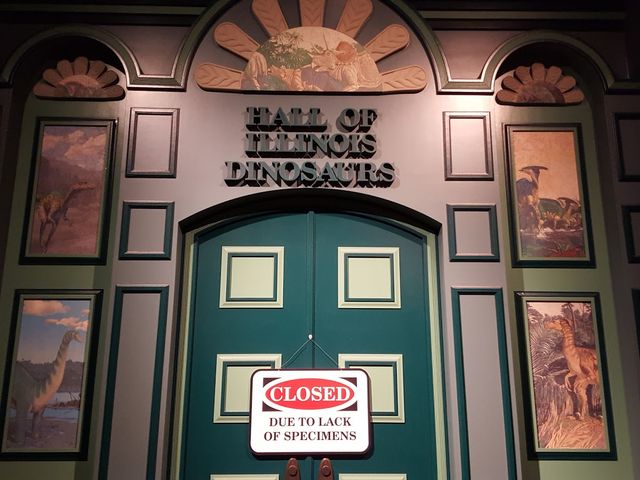 HALL OF
ILLINOIS
DINOSAURS
CLOSED
DUE TO LACK
OF SPECIMENS